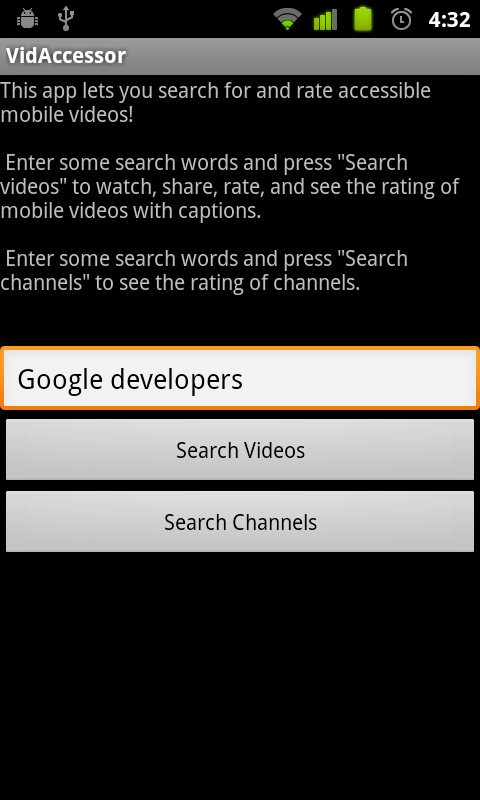 4:32
VidAccessor
This app lets you search for and rate accessible
mobile videos!
Enter some search words and press "Search
videos" to watch, share, rate, and see the rating of
mobile videos with captions.
Enter some search words and press "Search
channels" to see the rating of channels.
Google developers
Search Videos
Search Channels